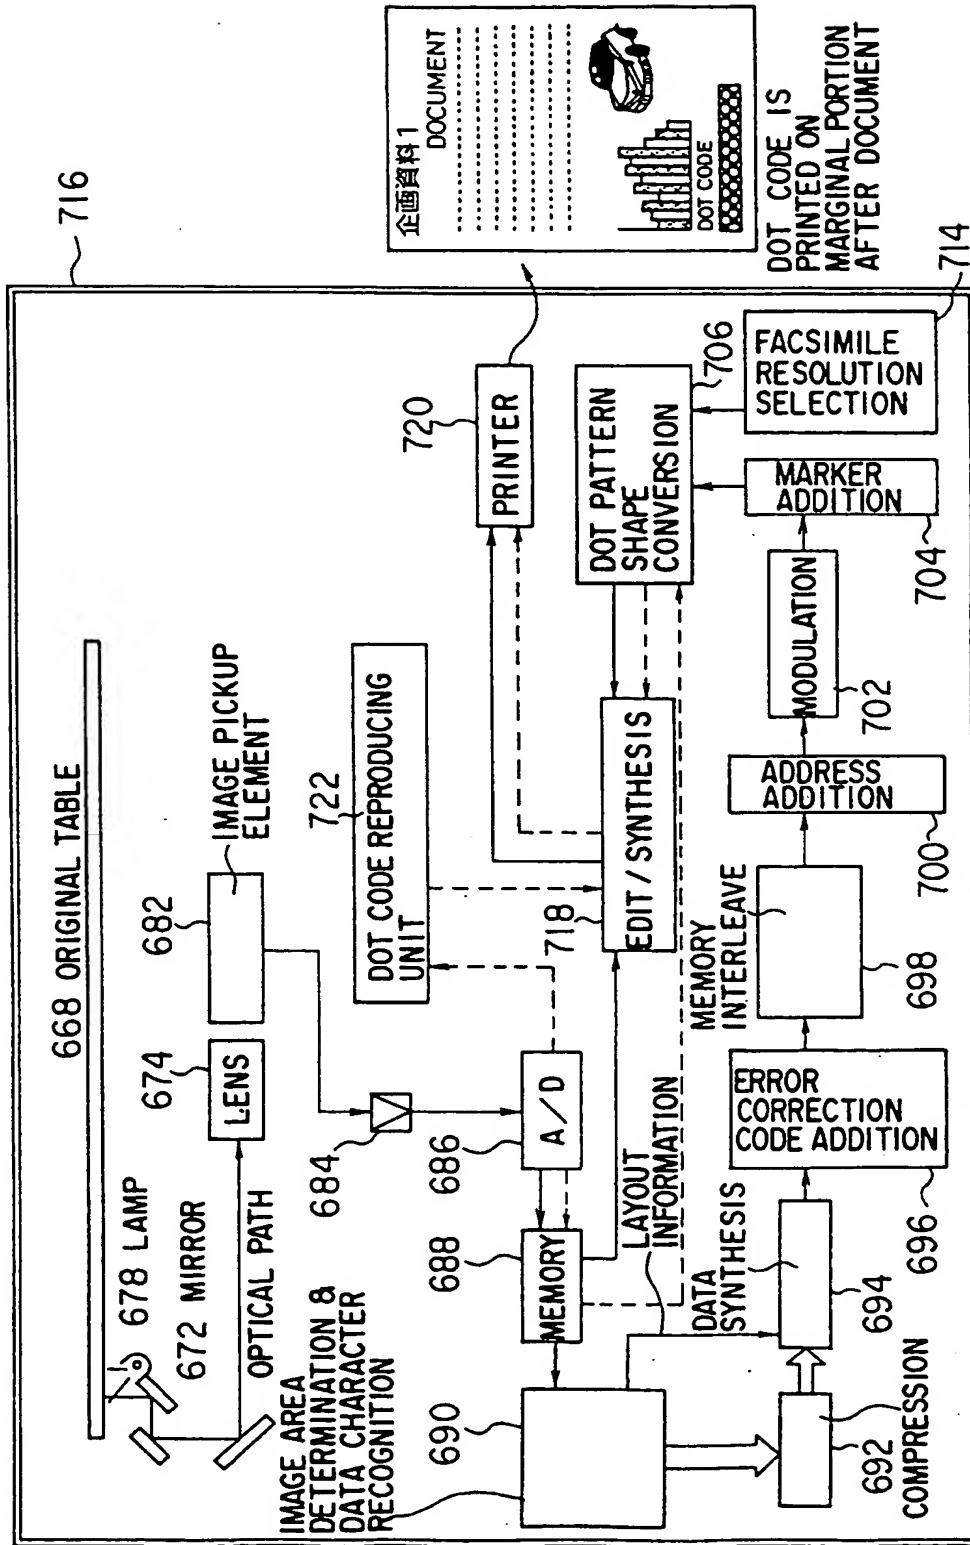 716
668 ORIGINAL TABLE
678 LAMP
672 MIRROR
OPTICAL PATH
674
LENS
682
IMAGE PICKUP
ELEMENT
684
722
DOT CODE REPRODUCING
UNIT
720
PRINTER
企画資料1
DOCUMENT
DOT CODE
DOT CODE IS
PRINTED ON
MARGINAL PORTION
AFTER DOCUMENT
IMAGE AREA
DETERMINATION &
DATA CHARACTER
RECOGNITION
690
688
MEMORY
686
A/D
LAYOUT
INFORMATION
718
EDIT / SYNTHESIS
706
DOT PATTERN
SHAPE
CONVERSION
714
FACSIMILE
RESOLUTION
SELECTION
692
COMPRESSION
DATA
SYNTHESIS
694
ERROR
CORRECTION
CODE ADDITION
696
MEMORY
INTERLEAVE
698
ADDRESS
ADDITION
700
MODULATION
702
MARKER
ADDITION
704